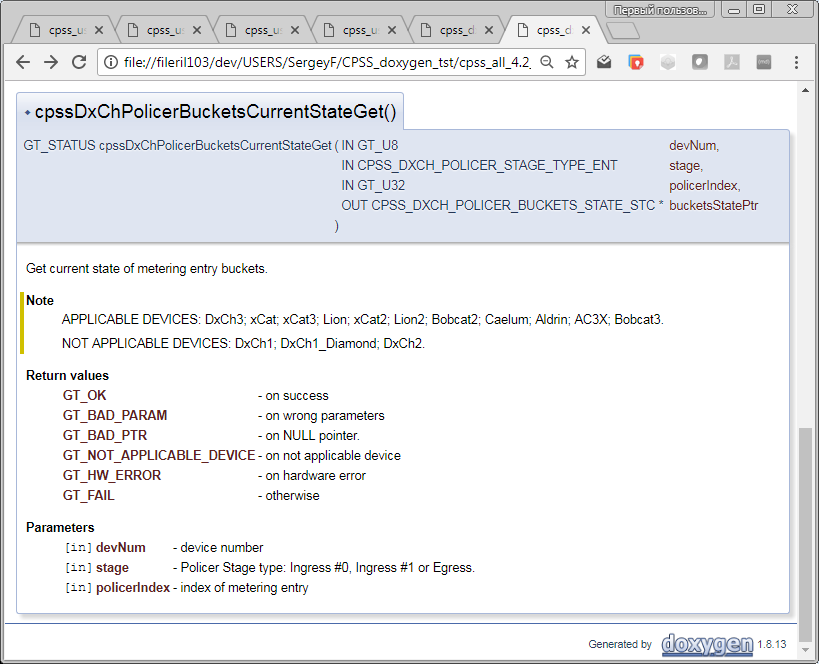 Первый пользов...
cpss_u cpss_u cpss_u cpss_u cpss_d cpss_d
file://fileril103/dev/USERS/SergeyF/CPSS_doxygen_tst/cpss_all_4.2_
cpssDxChPolicerBucketsCurrentStateGet()
GT_STATUS cpssDxChPolicerBucketsCurrentStateGet ( IN GT_U8 devNum,
IN CPSS_DXCH_POLICER_STAGE_TYPE_ENT stage,
IN GT_U32 policerIndex,
OUT CPSS_DXCH_POLICER_BUCKETS_STATE_STC * bucketsStatePtr
)
Get current state of metering entry buckets.
Note
APPLICABLE DEVICES: DxCh3; xCat; xCat3; Lion; xCat2; Lion2; Bobcat2; Caelum; Aldrin; AC3X; Bobcat3.
NOT APPLICABLE DEVICES: DxCh1; DxCh1_Diamond; DxCh2.
Return values
GT_OK - on success
GT_BAD_PARAM - on wrong parameters
GT_BAD_PTR - on NULL pointer.
GT_NOT_APPLICABLE_DEVICE - on not applicable device
GT_HW_ERROR - on hardware error
GT_FAIL - otherwise
Parameters
[in] devNum - device number
[in] stage - Policer Stage type: Ingress #0, Ingress #1 or Egress.
[in] policerIndex - index of metering entry
Generated by doxygen 1.8.13